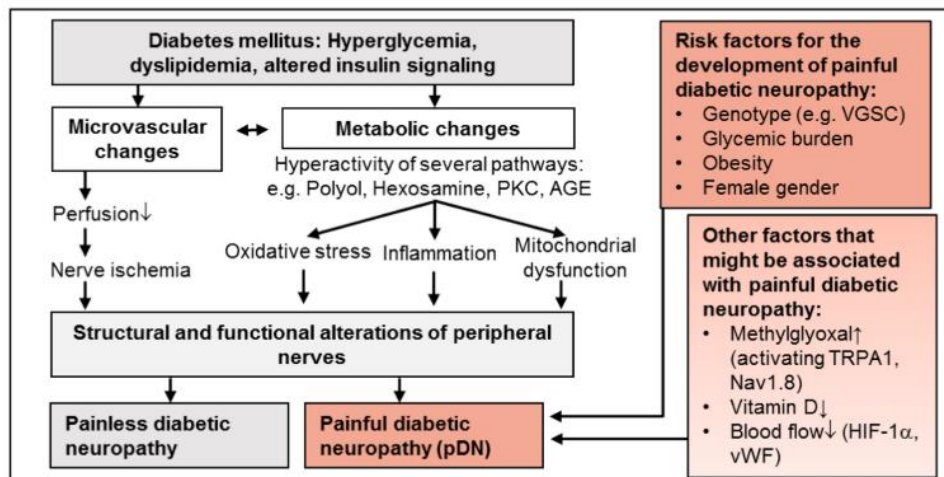 Diabetes mellitus: Hyperglycemia,
dyslipidemia, altered insulin signaling
Microvascular
changes
Metabolic changes
Hyperactivity of several pathways:
e.g. Polyol, Hexosamine, PKC, AGE
Perfusion↓
Nerve ischemia
Oxidative stress
Inflammation
Mitochondrial
dysfunction
Structural and functional alterations of peripheral
nerves
Painless diabetic
neuropathy
Painful diabetic
neuropathy (pDN)
Risk factors for the
development of painful
diabetic neuropathy:
• Genotype (e.g. VGSC)
• Glycemic burden
• Obesity
• Female gender
Other factors that
might be associated
with painful diabetic
neuropathy:
• Methylglyoxal↑
(activating TRPA1,
Nav1.8)
• Vitamin D↓
• Blood flow↓ (HIF-1α,
vWF)